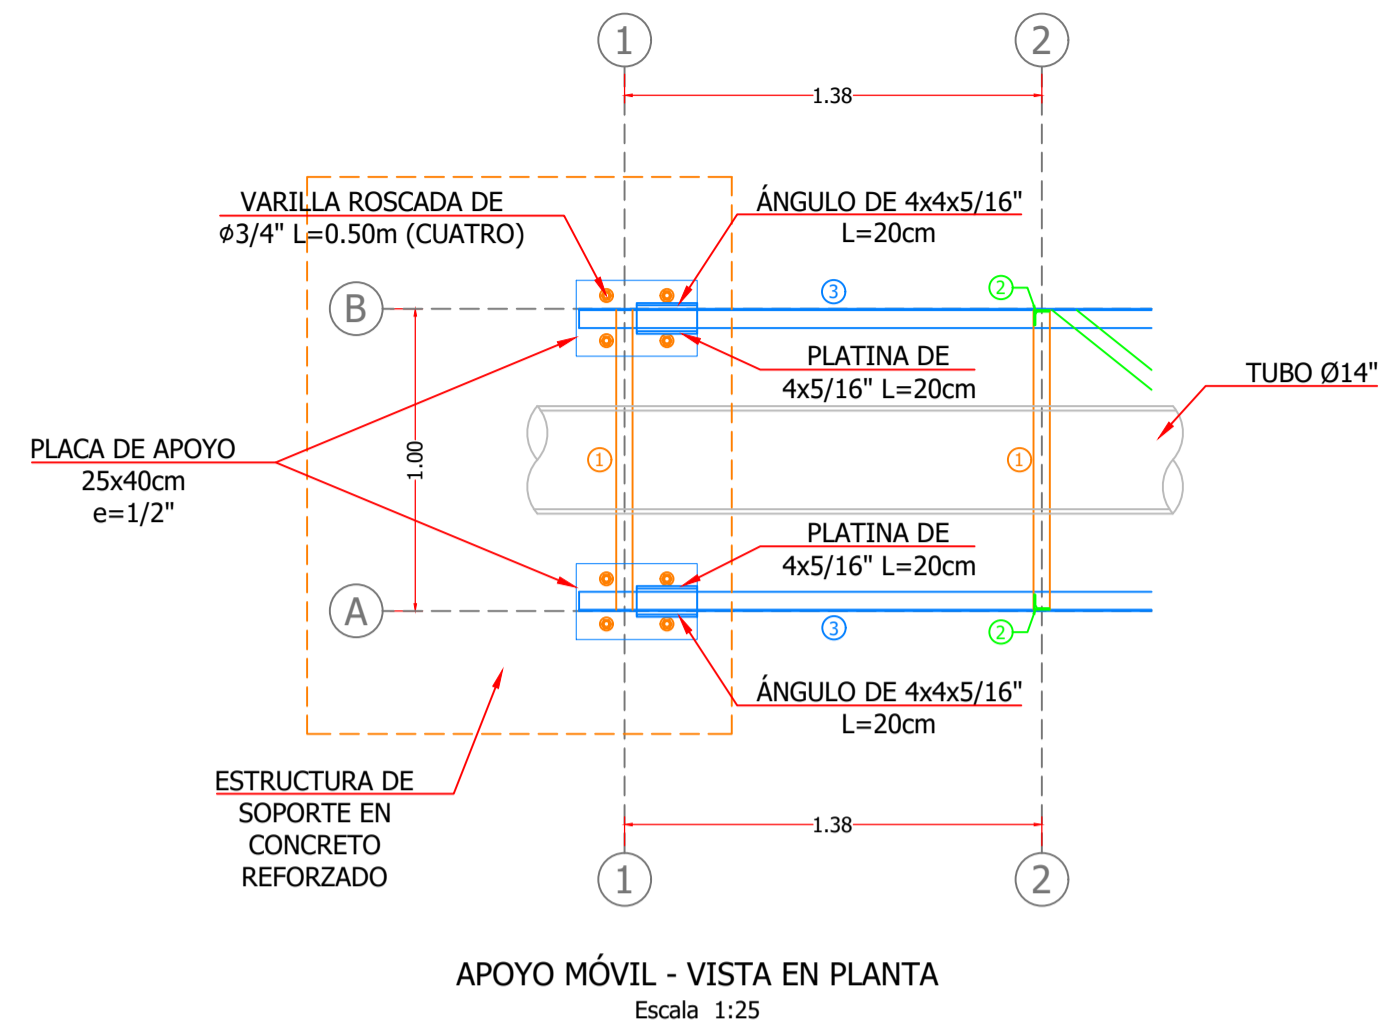 1
2
1.38
VARILLA ROSCADA DE
φ3/4" L=0.50m (CUATRO)
ÁNGULO DE 4x4x5/16"
L=20cm
B
3
2
PLATINA DE
4x5/16" L=20cm
TUBO Ø14"
PLACA DE APOYO
25x40cm
e=1/2"
1.00
1
1
PLATINA DE
4x5/16" L=20cm
A
3
2
ÁNGULO DE 4x4x5/16"
L=20cm
ESTRUCTURA DE
SOPORTE EN
CONCRETO
REFORZADO
1.38
1
2
APOYO MÓVIL - VISTA EN PLANTA
Escala 1:25